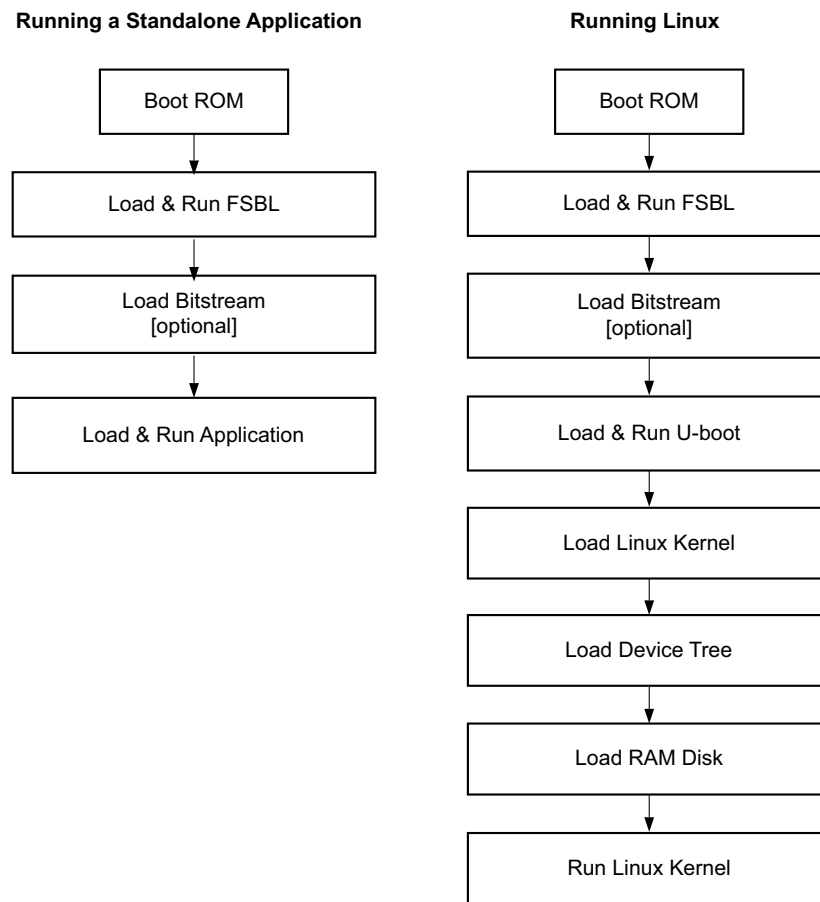 Running a Standalone Application
Boot ROM
Load & Run FSBL
Load Bitstream
[optional]
Load & Run Application
Running Linux
Boot ROM
Load & Run FSBL
Load Bitstream
[optional]
Load & Run U-boot
Load Linux Kernel
Load Device Tree
Load RAM Disk
Run Linux Kernel